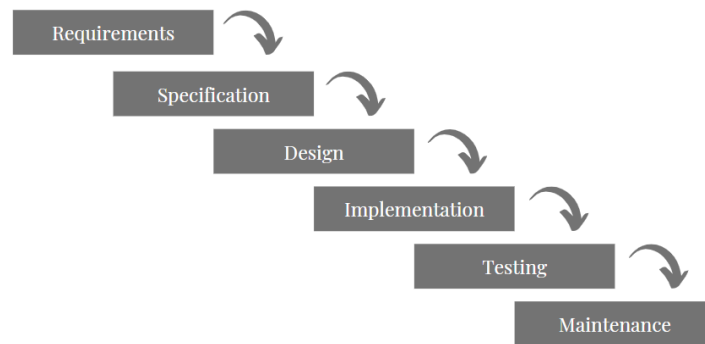 Requirements
Specification
Design
Implementation
Testing
Maintenance